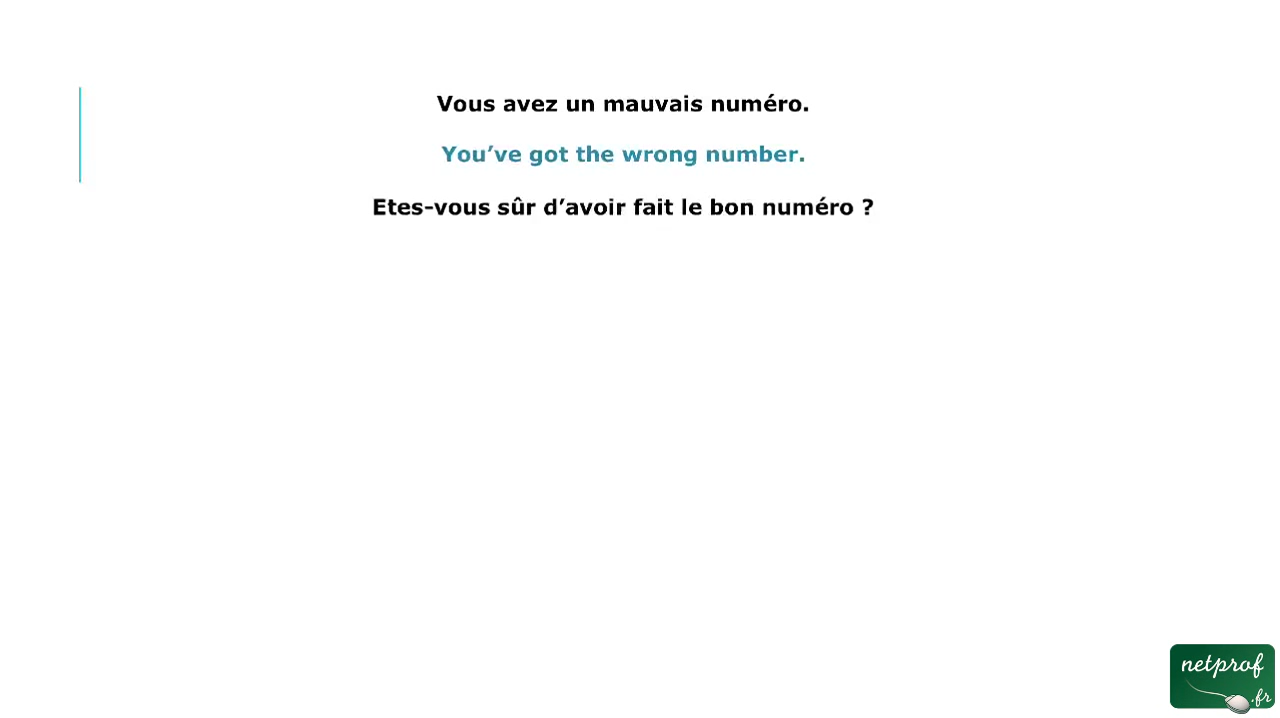 Vous avez un mauvais numéro.
You’ve got the wrong number.
Etes-vous sûr d’avoir fait le bon numéro ?
netprof
.fr